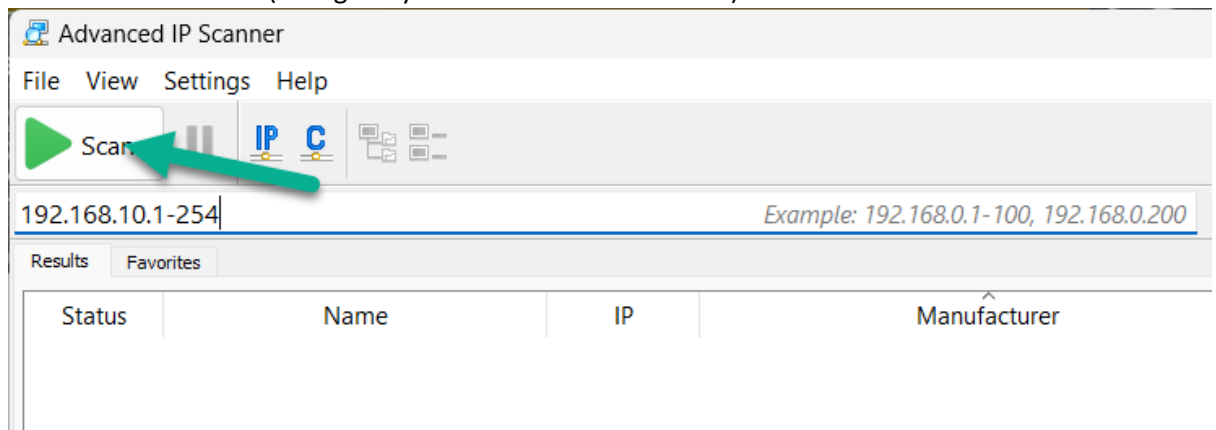 Advanced IP Scanner
File View Settings Help
Scan IP C
192.168.10.1-254 Example: 192.168.0.1-100, 192.168.0.200
Results Favorites
Status Name IP Manufacturer